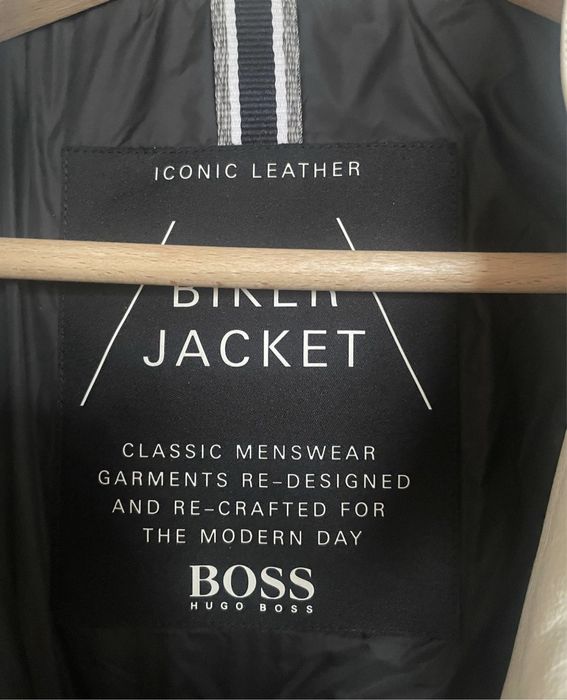 ICONIC LEATHER
BIKER
JACKET
CLASSIC MENSWEAR
GARMENTS RE-DESIGNED
AND RE-CRAFTED FOR
THE MODERN DAY
BOSS
HUGO BOSS